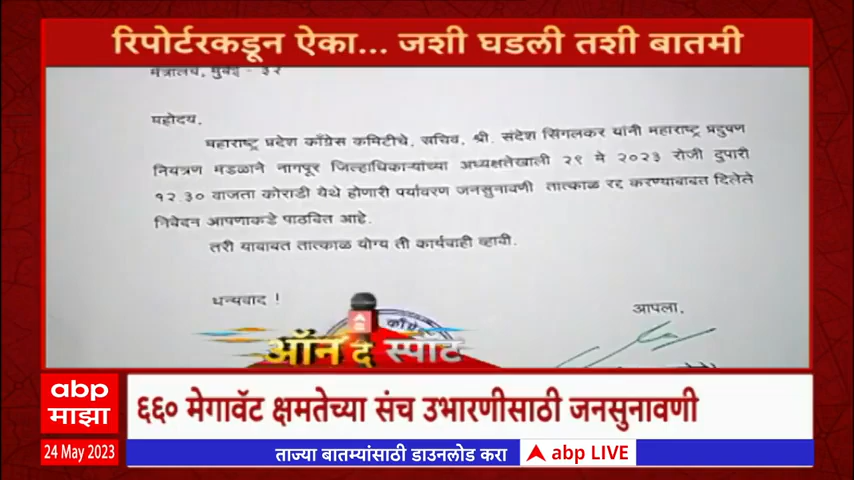 रिपोर्टरकडून ऐका... जशी घडली तशी बातमी
मंत्रालय, मुंबई - ३२
महोदय,
महाराष्ट्र प्रदेश काँग्रेस कमिटीचे, सचिव, श्री. संदेश सिंगलकर यांनी महाराष्ट्र प्रदुषण
नियंत्रण मंडळाने नागपूर जिल्हाधिकाऱ्यांच्या अध्यक्षतेखाली २९ मे २०२३ रोजी दुपारी
१२.३० वाजता कोराडी येथे होणारी पर्यावरण जनसुनावणी तात्काळ रद्द करण्याबाबत दिलेले
निवेदन आपणाकडे पाठवित आहे.
तरी याबाबत तात्काळ योग्य ती कार्यवाही व्हावी.
धन्यवाद !
आपला,
काँग्रेस
ऑन द स्पॉट
abp
माझा
६६० मेगावॅट क्षमतेच्या संच उभारणीसाठी जनसुनावणी
24 May 2023
ताज्या बातम्यांसाठी डाउनलोड करा
abp LIVE